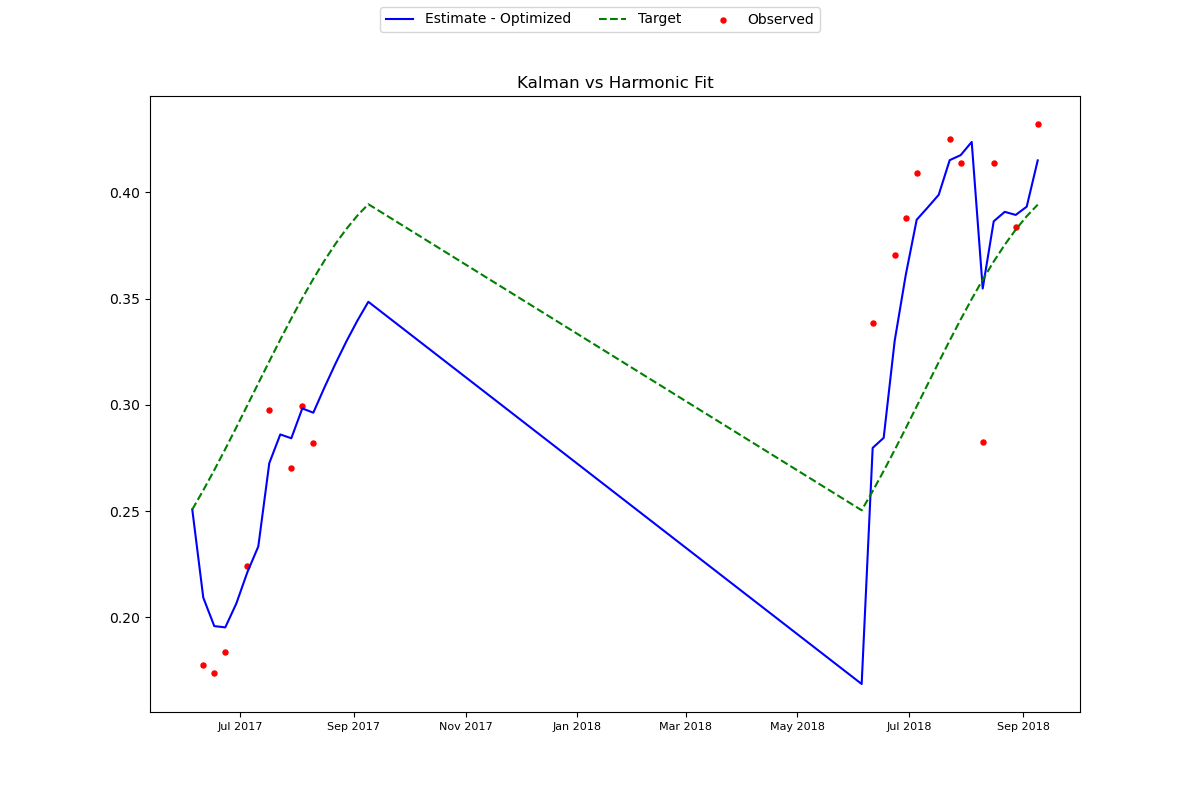 Estimate - Optimized Target Observed
Kalman vs Harmonic Fit
0.40
0.35
0.30
0.25
0.20
Jul 2017 Sep 2017 Nov 2017 Jan 2018 Mar 2018 May 2018 Jul 2018 Sep 2018